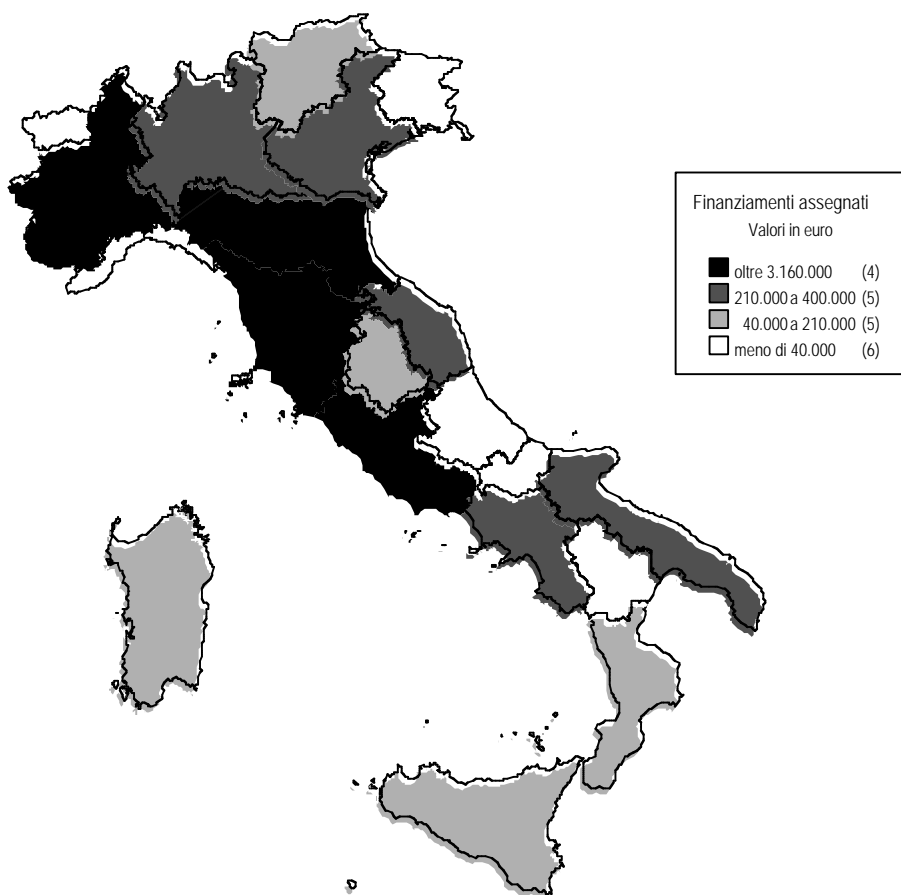 Finanziamenti assegnati
Valori in euro
oltre 3.160.000 (4)
210.000 a 400.000 (5)
40.000 a 210.000 (5)
meno di 40.000 (6)